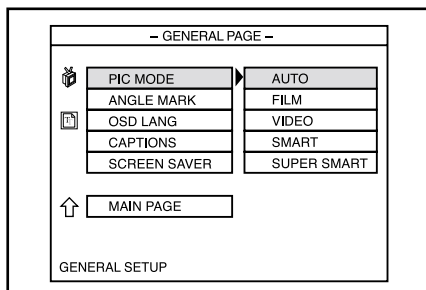 – GENERAL PAGE –
PIC MODE AUTO
ANGLE MARK FILM
OSD LANG VIDEO
CAPTIONS SMART
SCREEN SAVER SUPER SMART
MAIN PAGE
GENERAL SETUP